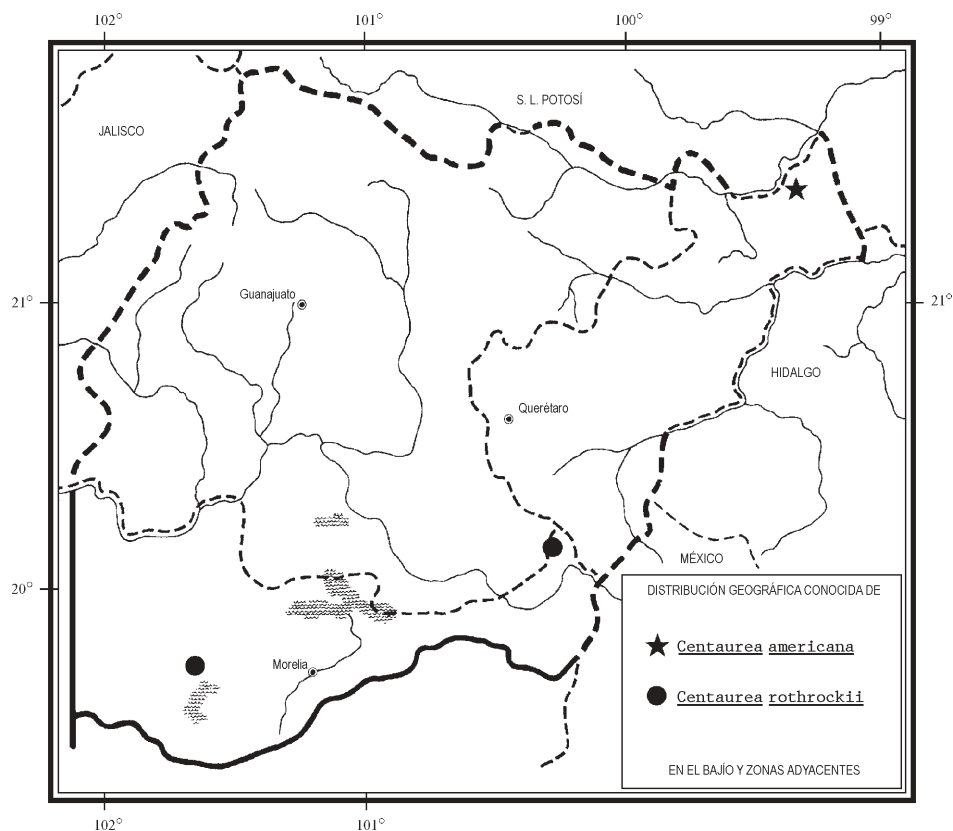 102°
101°
100°
99°
S. L. POTOSÍ
JALISCO
21°
21°
Guanajuato
HIDALGO
Querétaro
MÉXICO
20°
DISTRIBUCIÓN GEOGRÁFICA CONOCIDA DE
Centaurea americana
Morelia
Centaurea rothrockii
EN EL BAJÍO Y ZONAS ADYACENTES
102°
101°